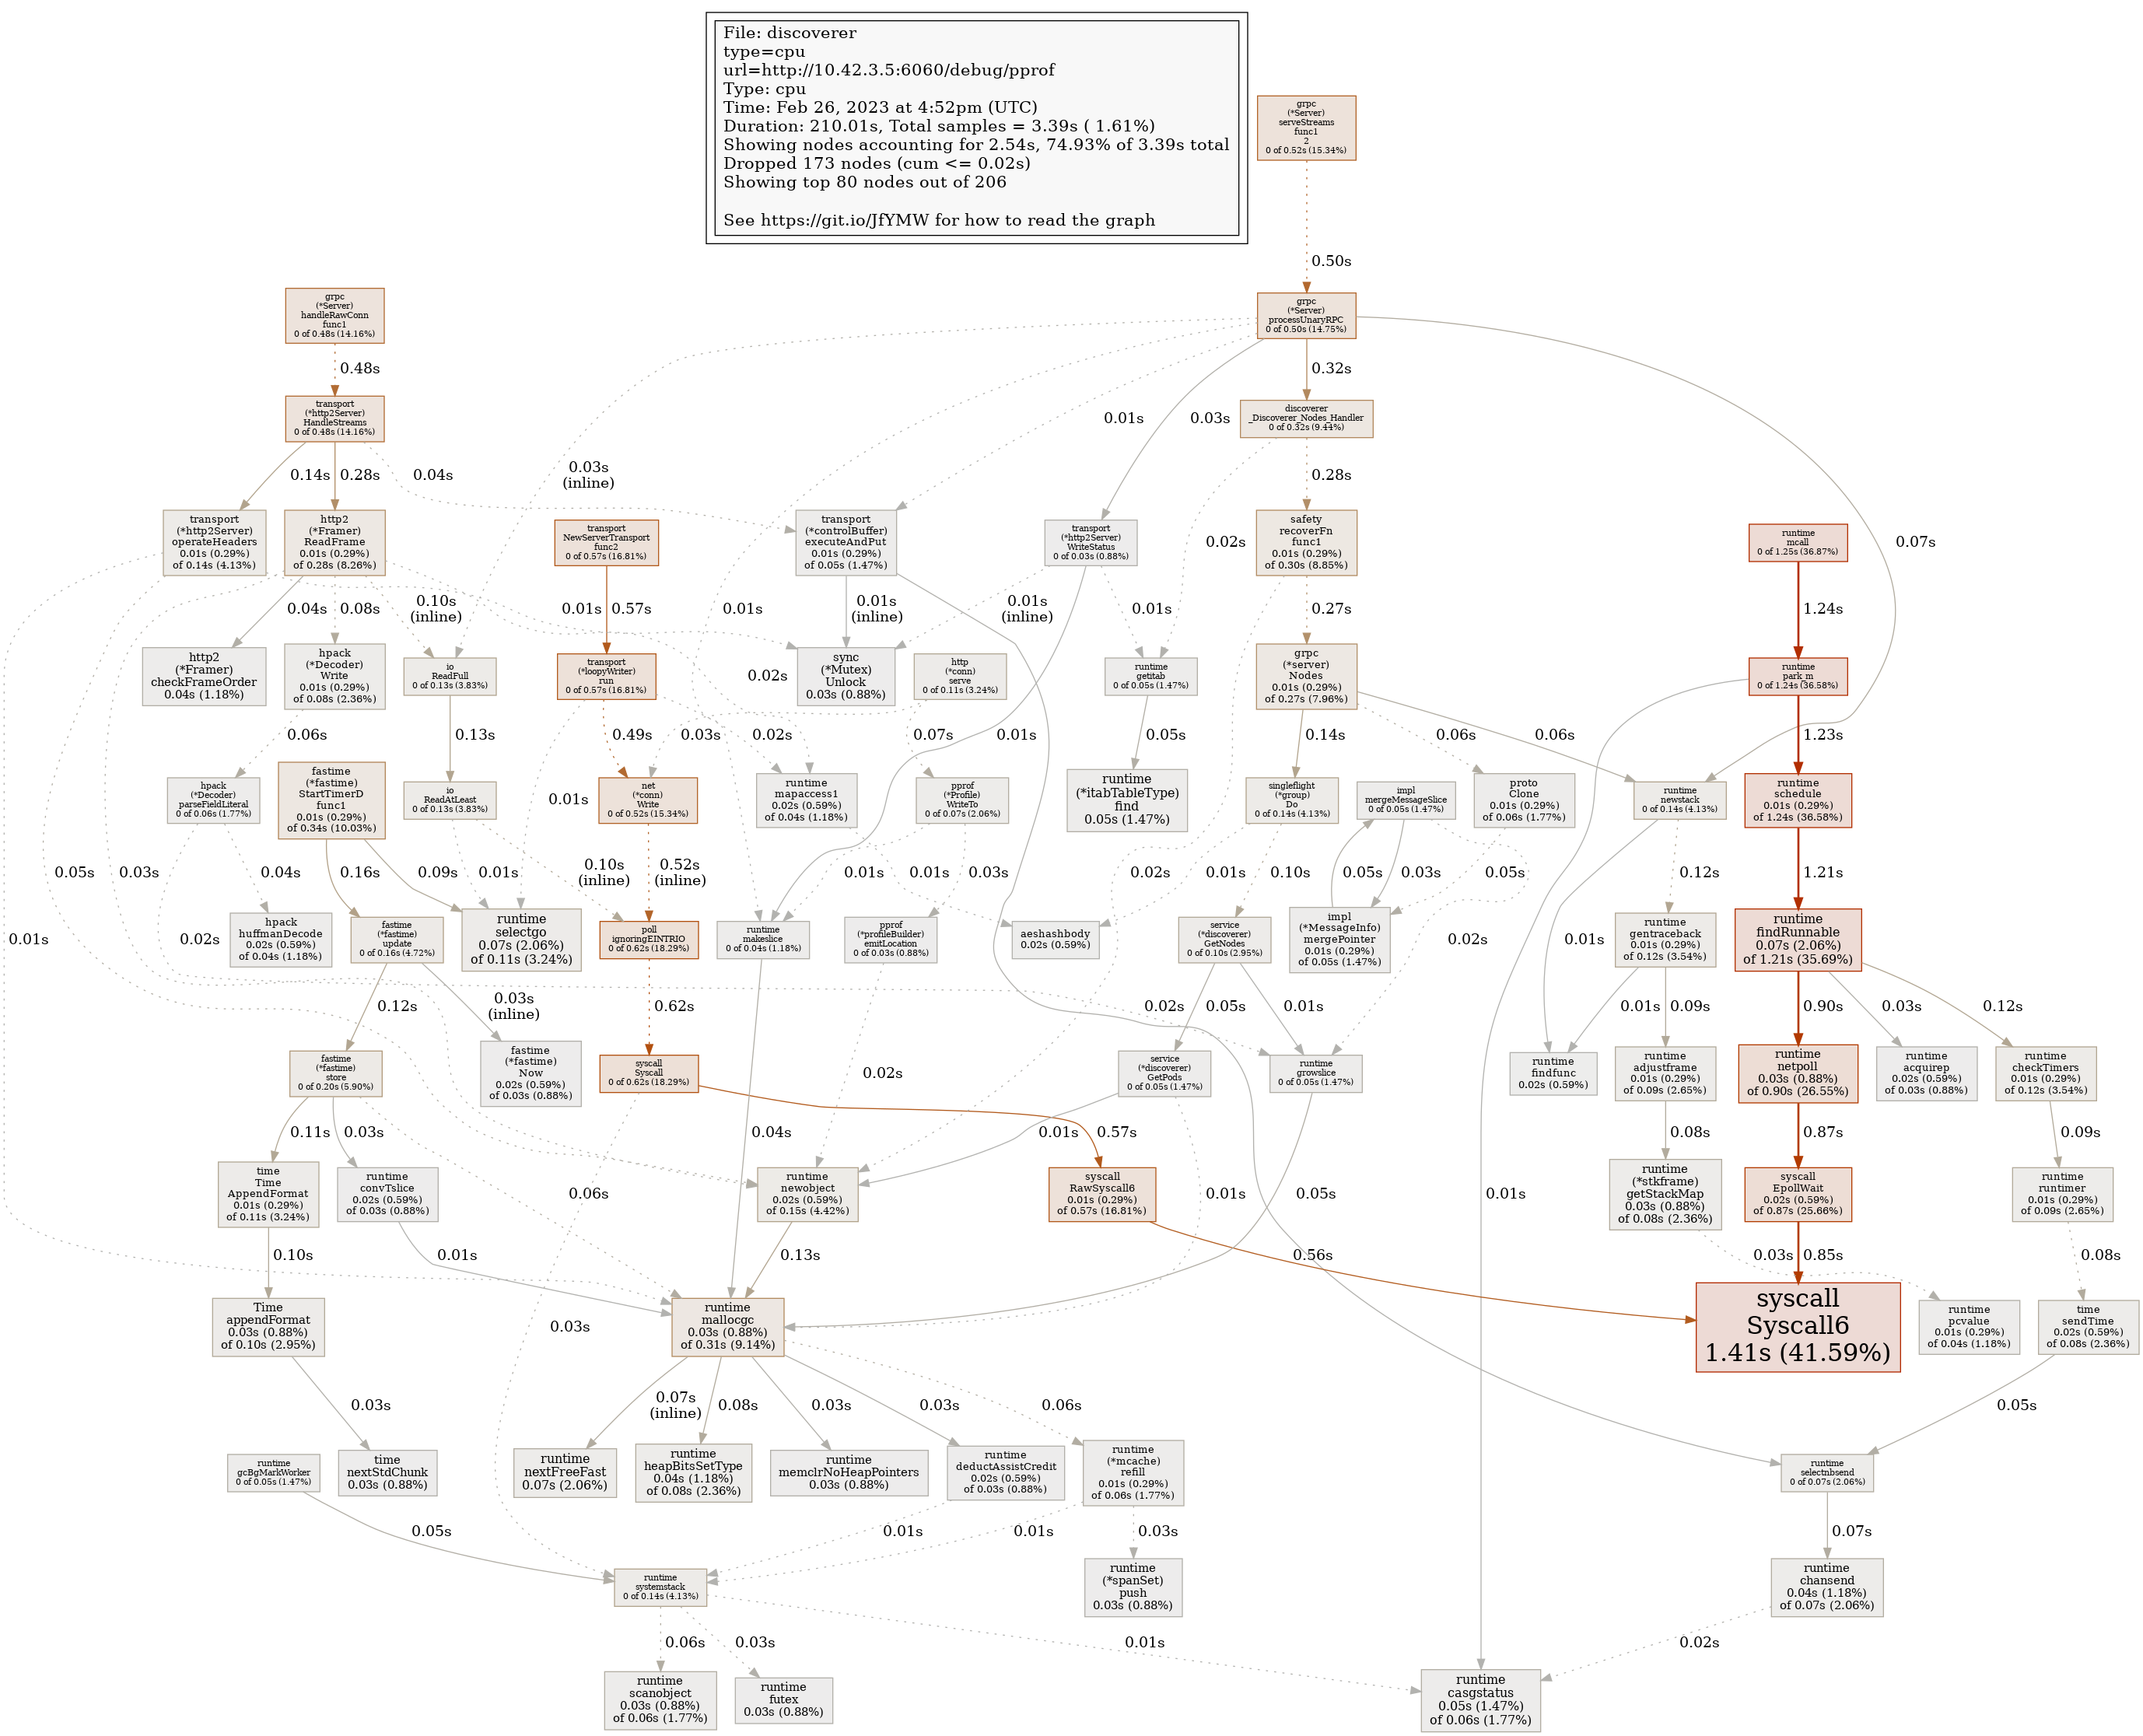 File: discoverer
type=cpu
url=http://10.42.3.5:6060/debug/pprof
Type: cpu
Time: Feb 26, 2023 at 4:52pm (UTC)
Duration: 210.01s, Total samples = 3.39s ( 1.61%)
Showing nodes accounting for 2.54s, 74.93% of 3.39s total
Dropped 173 nodes (cum <= 0.02s)
Showing top 80 nodes out of 206
See https://git.io/JfYMW for how to read the graph
grpc
(*Server)
serveStreams
func1
2
0 of 0.52s (15.34%)
0.50s
grpc
(*Server)
handleRawConn
func1
0 of 0.48s (14.16%)
grpc
(*Server)
processUnaryRPC
0 of 0.50s (14.75%)
0.48s
0.32s
transport
(*http2Server)
HandleStreams
0 of 0.48s (14.16%)
discoverer
_Discoverer_Nodes_Handler
0 of 0.32s (9.44%)
0.01s
0.03s
0.14s
0.28s
0.04s
0.03s
(inline)
0.28s
transport
(*http2Server)
operateHeaders
0.01s (0.29%)
of 0.14s (4.13%)
http2
(*Framer)
ReadFrame
0.01s (0.29%)
of 0.28s (8.26%)
transport
NewServerTransport
func2
0 of 0.57s (16.81%)
transport
(*controlBuffer)
executeAndPut
0.01s (0.29%)
of 0.05s (1.47%)
transport
(*http2Server)
WriteStatus
0 of 0.03s (0.88%)
0.02s
safety
recoverFn
func1
0.01s (0.29%)
of 0.30s (8.85%)
runtime
mcall
0 of 1.25s (36.87%)
0.07s
0.04s
0.08s
0.10s
(inline)
0.01s
0.57s
0.01s
0.01s
(inline)
0.01s
(inline)
0.01s
0.27s
1.24s
http2
(*Framer)
checkFrameOrder
0.04s (1.18%)
hpack
(*Decoder)
Write
0.01s (0.29%)
of 0.08s (2.36%)
io
ReadFull
0 of 0.13s (3.83%)
transport
(*loopyWriter)
run
0 of 0.57s (16.81%)
0.02s
sync
(*Mutex)
Unlock
0.03s (0.88%)
http
(*conn)
serve
0 of 0.11s (3.24%)
runtime
getitab
0 of 0.05s (1.47%)
grpc
(*server)
Nodes
0.01s (0.29%)
of 0.27s (7.96%)
runtime
park m
0 of 1.24s (36.58%)
0.06s
0.13s
0.49s
0.03s
0.02s
0.07s
0.01s
0.05s
0.14s
0.06s
0.06s
1.23s
hpack
(*Decoder)
parseFieldLiteral
0 of 0.06s (1.77%)
fastime
(*fastime)
StartTimerD
func1
0.01s (0.29%)
of 0.34s (10.03%)
io
ReadAtLeast
0 of 0.13s (3.83%)
0.01s
net
(*conn)
Write
0 of 0.52s (15.34%)
runtime
mapaccess1
0.02s (0.59%)
of 0.04s (1.18%)
pprof
(*Profile)
WriteTo
0 of 0.07s (2.06%)
runtime
(*itabTableType)
find
0.05s (1.47%)
singleflight
(*group)
Do
0 of 0.14s (4.13%)
impl
mergeMessageSlice
0 of 0.05s (1.47%)
proto
Clone
0.01s (0.29%)
of 0.06s (1.77%)
runtime
newstack
0 of 0.14s (4.13%)
runtime
schedule
0.01s (0.29%)
of 1.24s (36.58%)
0.05s
0.03s
0.04s
0.16s
0.09s
0.01s
0.10s
(inline)
0.52s
(inline)
0.01s
0.01s
0.03s
0.02s
0.01s
0.10s
0.05s
0.03s
0.05s
0.12s
1.21s
0.01s
0.02s
hpack
huffmanDecode
0.02s (0.59%)
of 0.04s (1.18%)
fastime
(*fastime)
update
0 of 0.16s (4.72%)
runtime
selectgo
0.07s (2.06%)
of 0.11s (3.24%)
poll
ignoringEINTRIO
0 of 0.62s (18.29%)
runtime
makeslice
0 of 0.04s (1.18%)
pprof
(*profileBuilder)
emitLocation
0 of 0.03s (0.88%)
aeshashbody
0.02s (0.59%)
service
(*discoverer)
GetNodes
0 of 0.10s (2.95%)
impl
(*MessageInfo)
mergePointer
0.01s (0.29%)
of 0.05s (1.47%)
0.02s
0.01s
runtime
gentraceback
0.01s (0.29%)
of 0.12s (3.54%)
runtime
findRunnable
0.07s (2.06%)
of 1.21s (35.69%)
0.12s
0.03s
(inline)
0.62s
0.02s
0.05s
0.01s
0.01s
0.09s
0.90s
0.03s
0.12s
fastime
(*fastime)
store
0 of 0.20s (5.90%)
fastime
(*fastime)
Now
0.02s (0.59%)
of 0.03s (0.88%)
syscall
Syscall
0 of 0.62s (18.29%)
0.02s
service
(*discoverer)
GetPods
0 of 0.05s (1.47%)
runtime
growslice
0 of 0.05s (1.47%)
runtime
findfunc
0.02s (0.59%)
runtime
adjustframe
0.01s (0.29%)
of 0.09s (2.65%)
runtime
netpoll
0.03s (0.88%)
of 0.90s (26.55%)
runtime
acquirep
0.02s (0.59%)
of 0.03s (0.88%)
runtime
checkTimers
0.01s (0.29%)
of 0.12s (3.54%)
0.11s
0.03s
0.04s
0.01s
0.57s
0.08s
0.87s
0.09s
time
Time
AppendFormat
0.01s (0.29%)
of 0.11s (3.24%)
runtime
convTslice
0.02s (0.59%)
of 0.03s (0.88%)
0.06s
runtime
newobject
0.02s (0.59%)
of 0.15s (4.42%)
syscall
RawSyscall6
0.01s (0.29%)
of 0.57s (16.81%)
0.01s
0.05s
0.01s
runtime
(*stkframe)
getStackMap
0.03s (0.88%)
of 0.08s (2.36%)
syscall
EpollWait
0.02s (0.59%)
of 0.87s (25.66%)
runtime
runtimer
0.01s (0.29%)
of 0.09s (2.65%)
0.10s
0.01s
0.13s
0.56s
0.03s
0.85s
0.08s
Time
appendFormat
0.03s (0.88%)
of 0.10s (2.95%)
0.03s
runtime
mallocgc
0.03s (0.88%)
of 0.31s (9.14%)
syscall
Syscall6
1.41s (41.59%)
runtime
pcvalue
0.01s (0.29%)
of 0.04s (1.18%)
time
sendTime
0.02s (0.59%)
of 0.08s (2.36%)
0.03s
0.07s
(inline)
0.08s
0.03s
0.03s
0.06s
0.05s
runtime
gcBgMarkWorker
0 of 0.05s (1.47%)
time
nextStdChunk
0.03s (0.88%)
runtime
nextFreeFast
0.07s (2.06%)
runtime
heapBitsSetType
0.04s (1.18%)
of 0.08s (2.36%)
runtime
memclrNoHeapPointers
0.03s (0.88%)
runtime
deductAssistCredit
0.02s (0.59%)
of 0.03s (0.88%)
runtime
(*mcache)
refill
0.01s (0.29%)
of 0.06s (1.77%)
runtime
selectnbsend
0 of 0.07s (2.06%)
0.05s
0.01s
0.01s
0.03s
0.07s
runtime
systemstack
0 of 0.14s (4.13%)
runtime
(*spanSet)
push
0.03s (0.88%)
runtime
chansend
0.04s (1.18%)
of 0.07s (2.06%)
0.06s
0.03s
0.01s
0.02s
runtime
scanobject
0.03s (0.88%)
of 0.06s (1.77%)
runtime
futex
0.03s (0.88%)
runtime
casgstatus
0.05s (1.47%)
of 0.06s (1.77%)